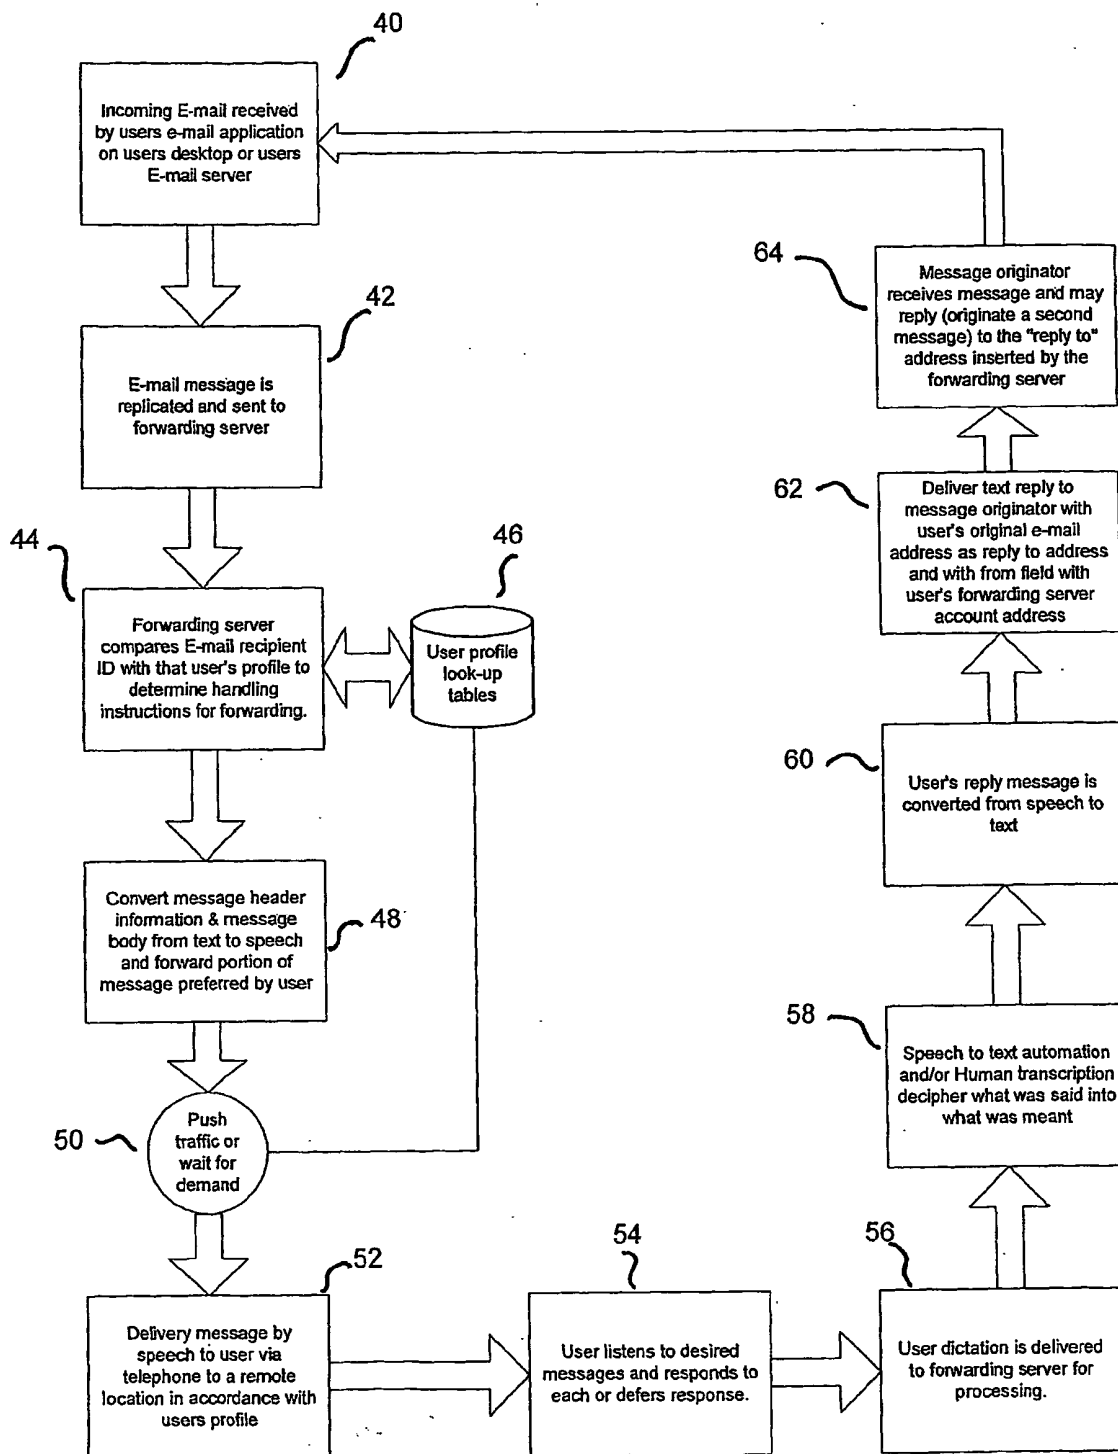 40
Incoming E-mail received
by users e-mail application
on users desktop or users
E-mail server
42
E-mail message is
replicated and sent to
forwarding server
44
Forwarding server
compares E-mail recipient
ID with that user's profile to
determine handling
instructions for forwarding.
46
User profile
look-up
tables
48
Convert message header
information & message
body from text to speech
and forward portion of
message preferred by user
50
Push
traffic or
wait for
demand
52
Delivery message by
speech to user via
telephone to a remote
location in accordance with
users profile
54
User listens to desired
messages and responds to
each or defers response.
56
User dictation is delivered
to forwarding server for
processing.
58
Speech to text automation
and/or Human transcription
decipher what was said into
what was meant
60
User's reply message is
converted from speech to
text
62
Deliver text reply to
message originator with
user's original e-mail
address as reply to address
and with from field with
user's forwarding server
account address
64
Message originator
receives message and may
reply (originate a second
message) to the "reply to"
address inserted by the
forwarding server